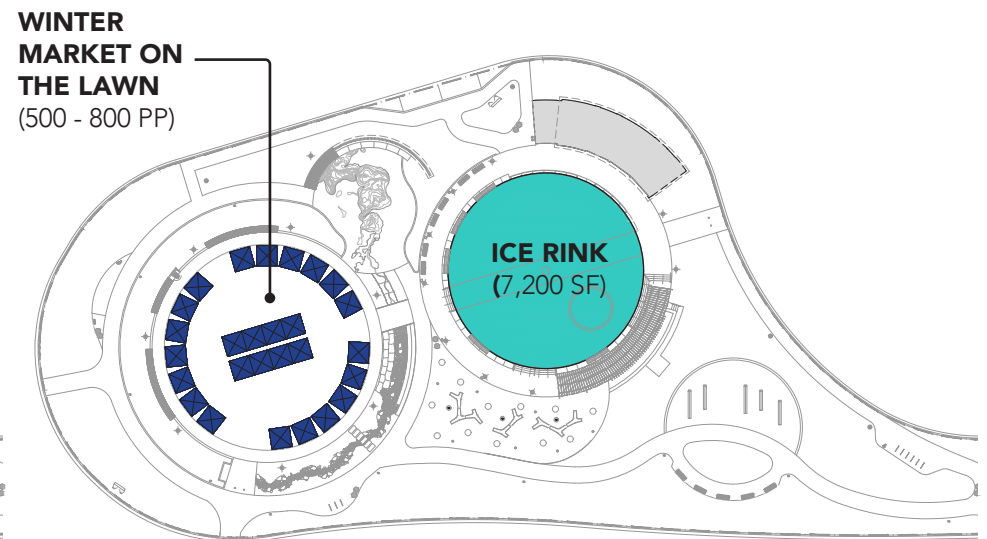 WINTER
MARKET ON
THE LAWN
(500 - 800 PP)
ICE RINK
(7,200 SF)